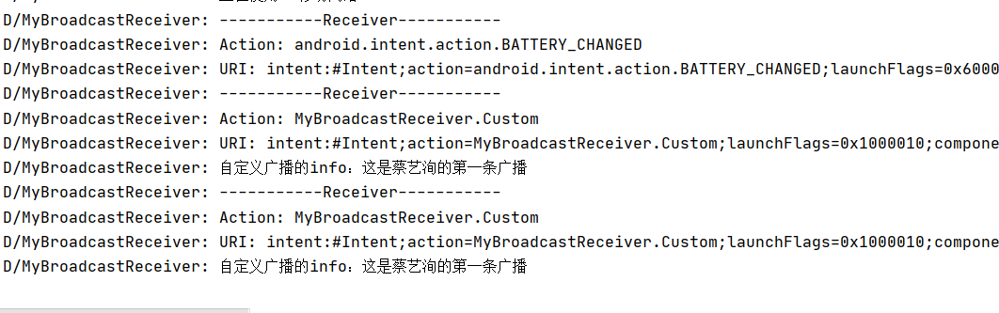 D/MyBroadcastReceiver: -----------Receiver-----------
D/MyBroadcastReceiver: Action: android.intent.action.BATTERY_CHANGED
D/MyBroadcastReceiver: URI: intent:#Intent;action=android.intent.action.BATTERY_CHANGED;launchFlags=0x6000
D/MyBroadcastReceiver: -----------Receiver-----------
D/MyBroadcastReceiver: Action: MyBroadcastReceiver.Custom
D/MyBroadcastReceiver: URI: intent:#Intent;action=MyBroadcastReceiver.Custom;launchFlags=0x1000010;compone
D/MyBroadcastReceiver: 自定义广播的info：这是蔡艺洵的第一条广播
D/MyBroadcastReceiver: -----------Receiver-----------
D/MyBroadcastReceiver: Action: MyBroadcastReceiver.Custom
D/MyBroadcastReceiver: URI: intent:#Intent;action=MyBroadcastReceiver.Custom;launchFlags=0x1000010;compone
D/MyBroadcastReceiver: 自定义广播的info：这是蔡艺洵的第一条广播